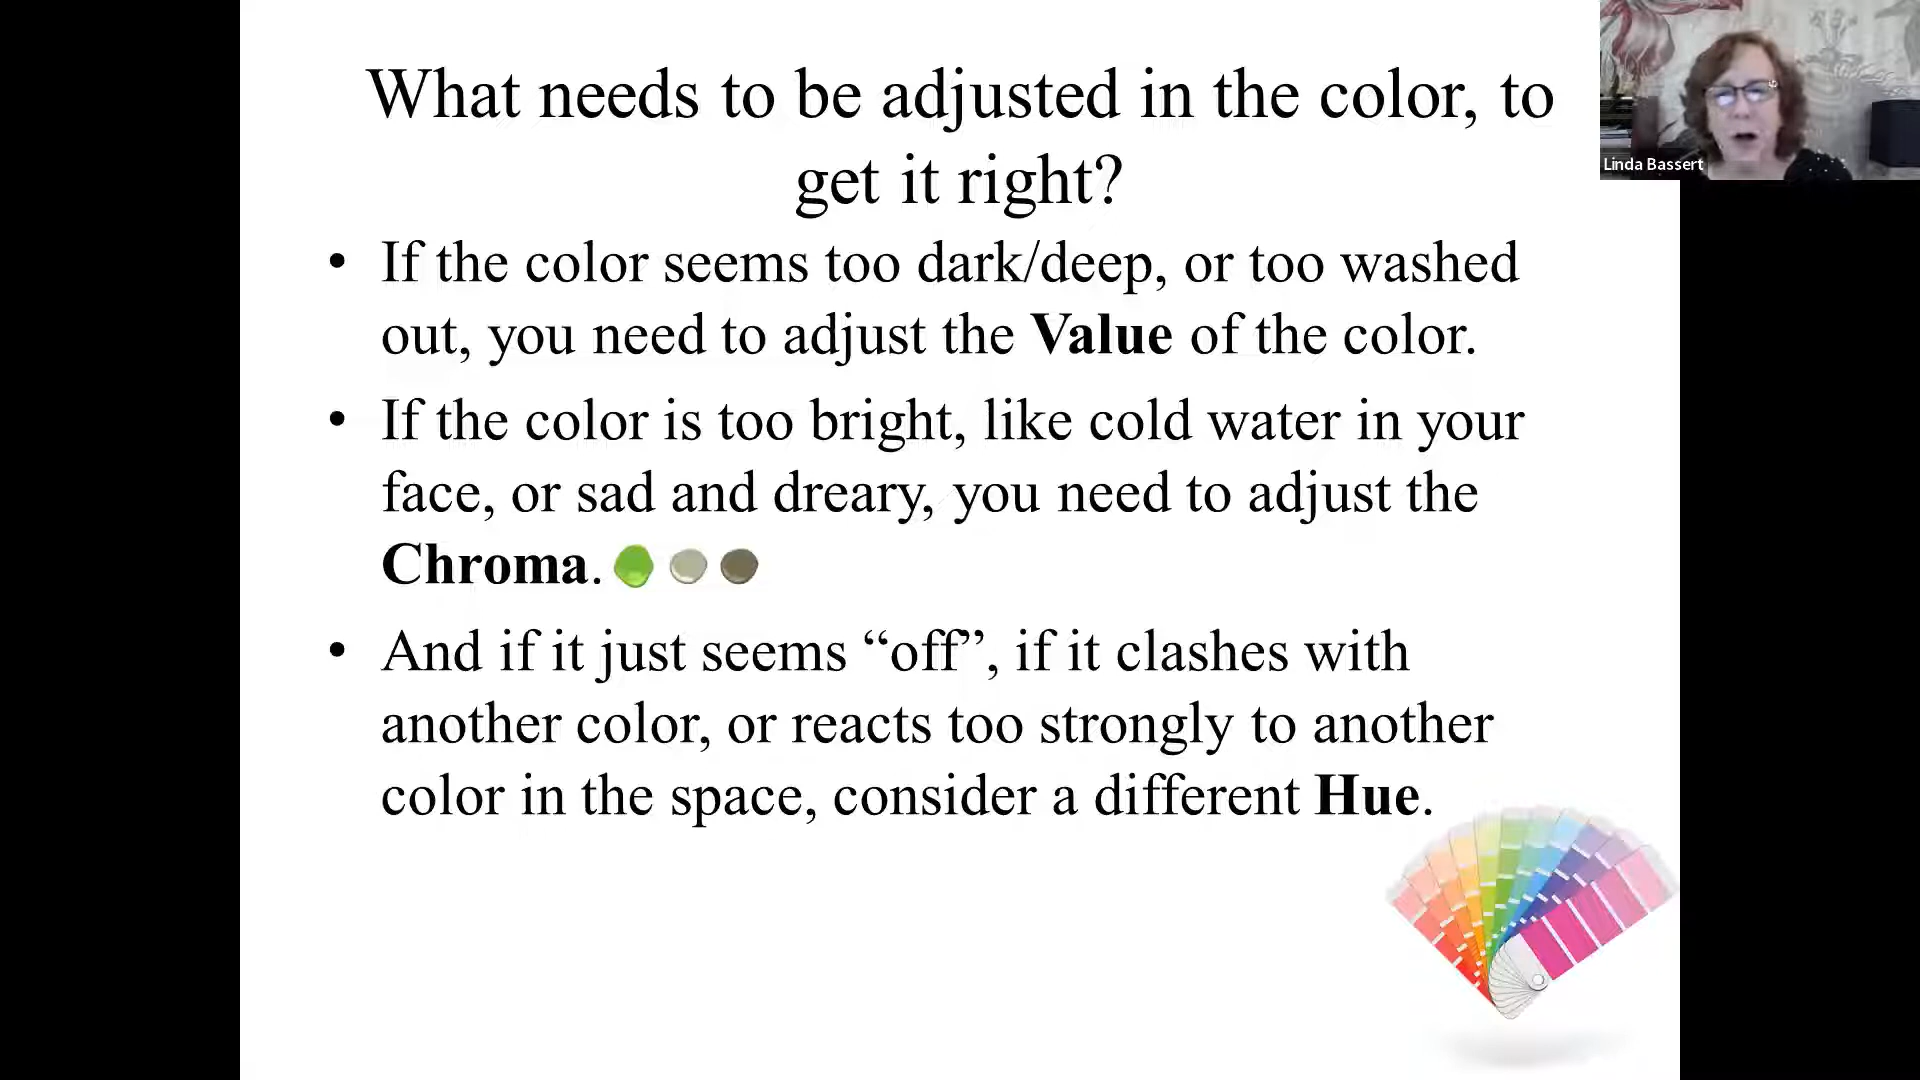 What needs to be adjusted in the color, to
get it right?
• If the color seems too dark/deep, or too washed
out, you need to adjust the Value of the color.
• If the color is too bright, like cold water in your
face, or sad and dreary, you need to adjust the
Chroma.
• And if it just seems “off”, if it clashes with
another color, or reacts too strongly to another
color in the space, consider a different Hue.
Linda Bassert